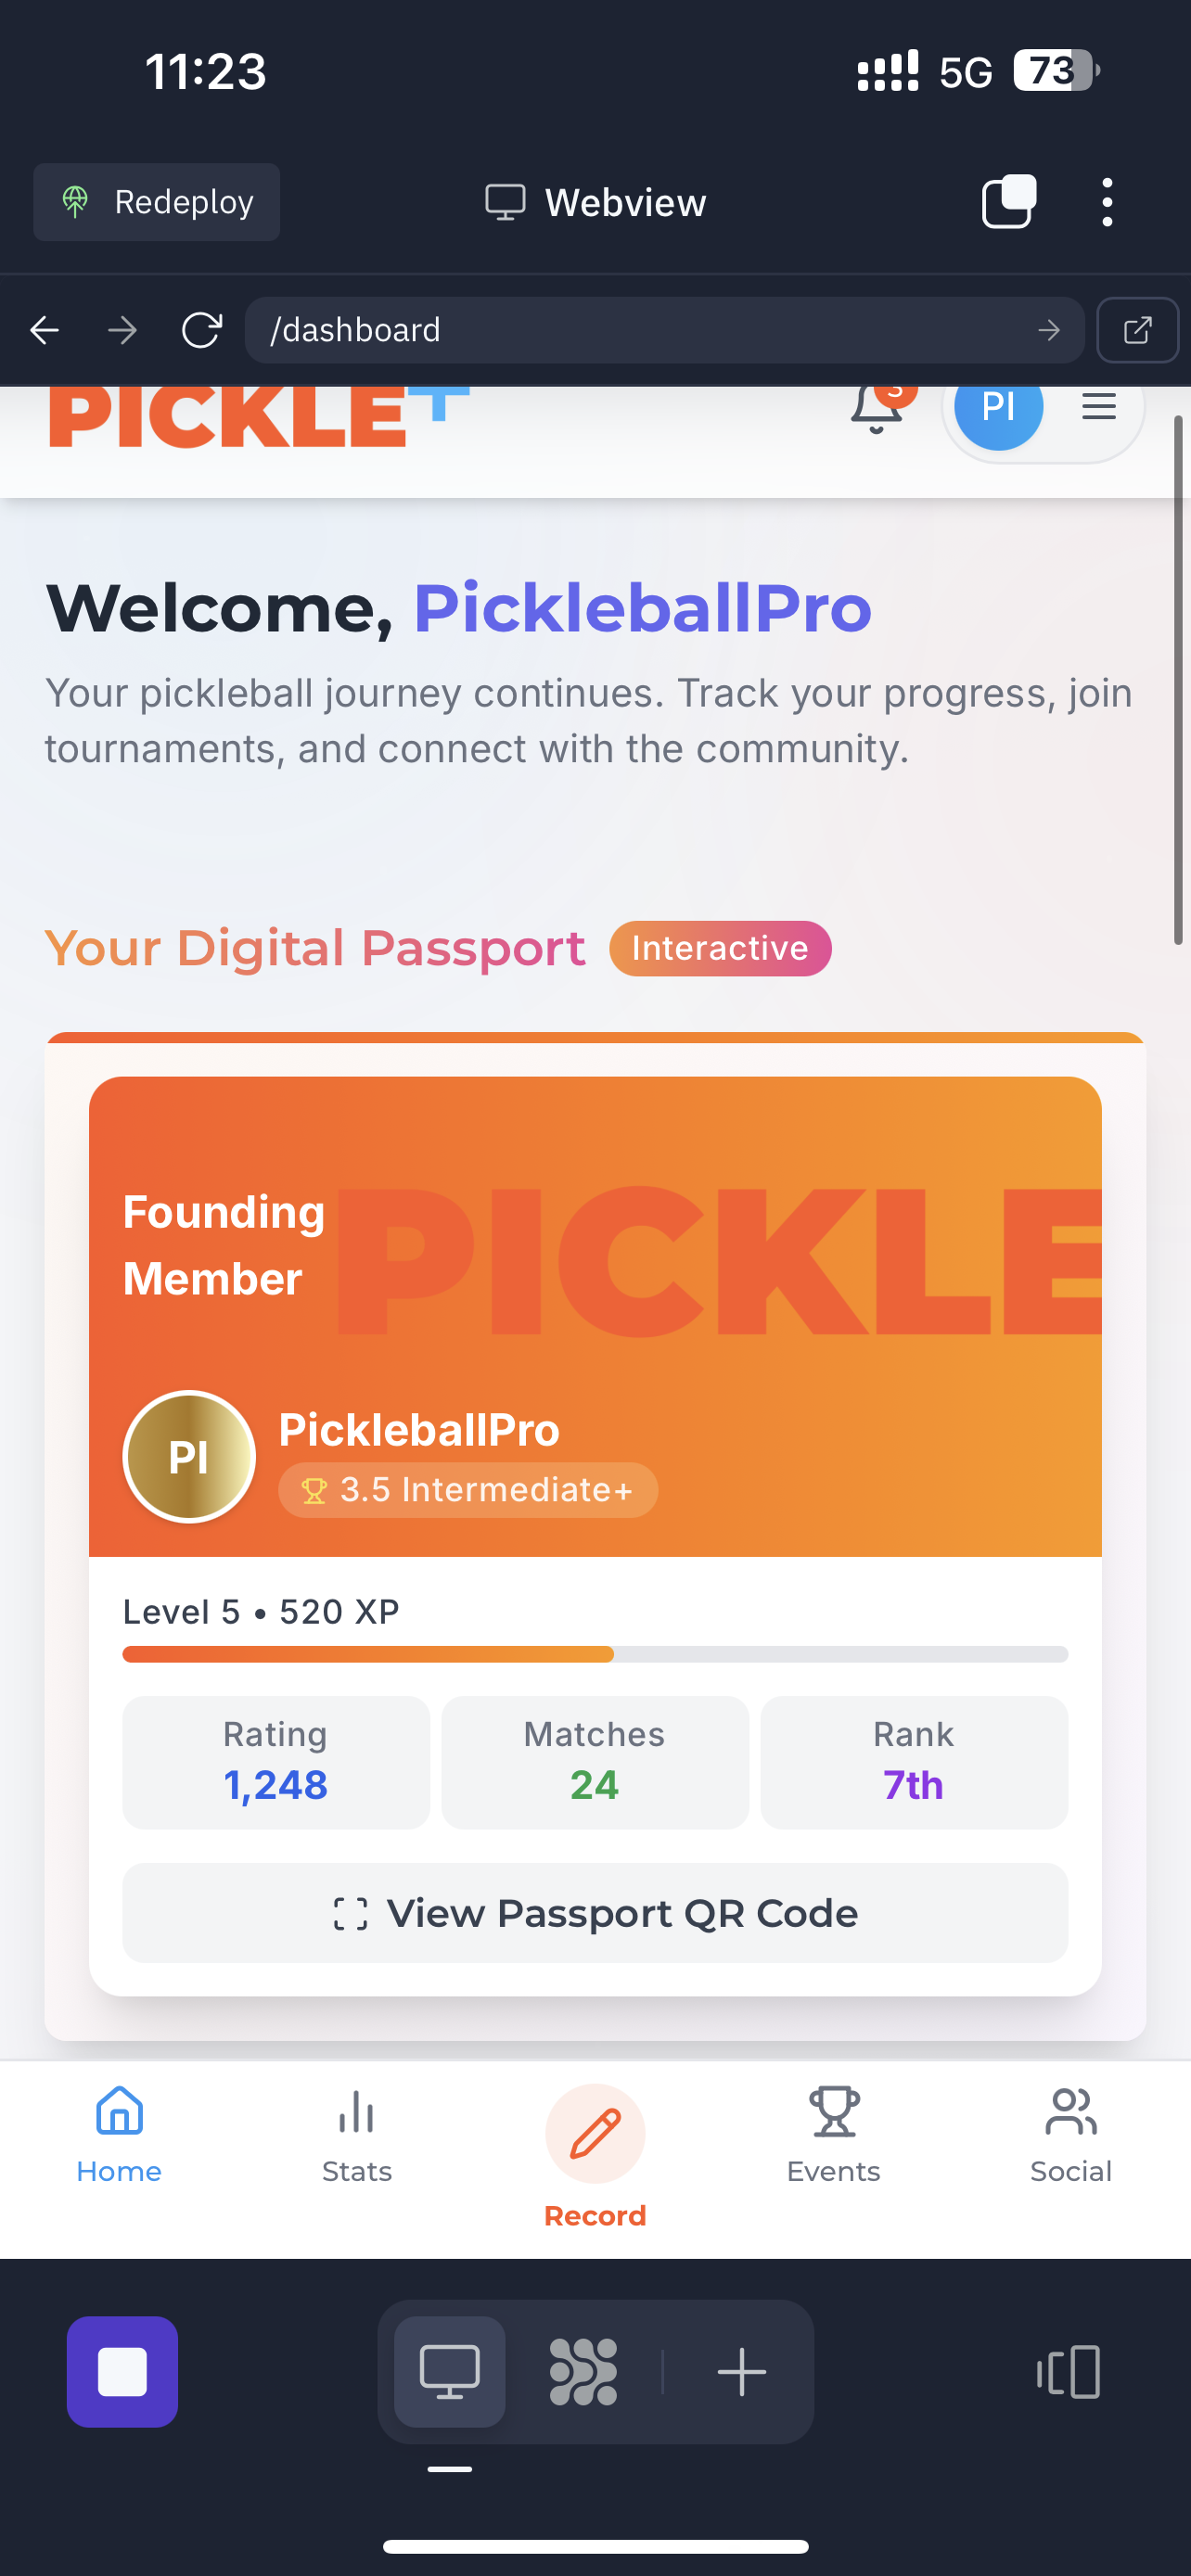 11:23
5G 73
Redeploy
Webview
/dashboard
PICKLE+
3
PI
Welcome, PickleballPro
Your pickleball journey continues. Track your progress, join
tournaments, and connect with the community.
Your Digital Passport
Interactive
Founding
Member
PICKLE
PI
PickleballPro
3.5 Intermediate+
Level 5 • 520 XP
Rating
1,248
Matches
24
Rank
7th
View Passport QR Code
Home
Stats
Record
Events
Social